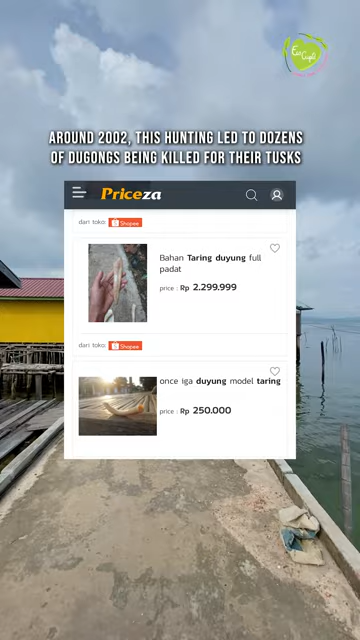 Eco Cupid
AROUND 2002, THIS HUNTING LED TO DOZENS
OF DUGONGS BEING KILLED FOR THEIR TUSKS
Priceza
dari toko: Shopee
Bahan Taring duyung full
padat
price : Rp 2.299.999
dari toko: Shopee
once iga duyung model taring
price : Rp 250.000